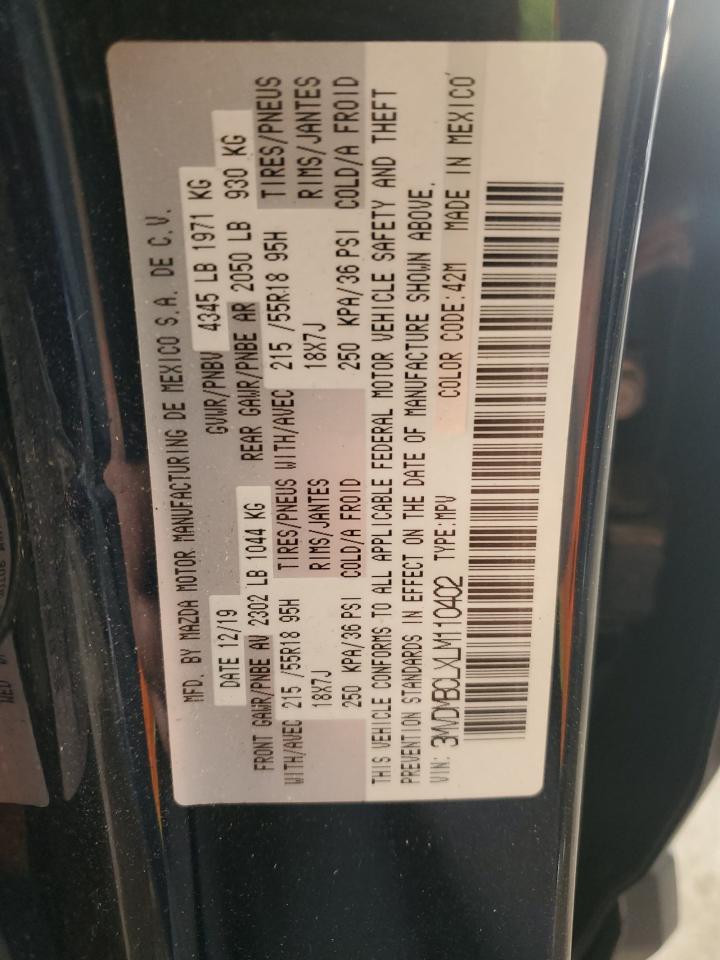 MFD. BY MAZDA MOTOR MANUFACTURING DE MEXICO S.A. DE C.V.
DATE 12/19 GVWR/PNBV 4345 LB 1971 KG
FRONT GAWR/PNBE AV 2302 LB 1044 KG REAR GAWR/PNBE AR 2050 LB 930 KG
WITH/AVEC 215 /55R18 95H TIRES/PNEUS WITH/AVEC 215 /55R18 95H TIRES/PNEUS
18X7J RIMS/JANTES 18X7J RIMS/JANTES
250 KPA/36 PSI COLD/A FROID 250 KPA/36 PSI COLD/A FROID
THIS VEHICLE CONFORMS TO ALL APPLICABLE FEDERAL MOTOR VEHICLE SAFETY AND THEFT
PREVENTION STANDARDS IN EFFECT ON THE DATE OF MANUFACTURE SHOWN ABOVE.
VIN: 3MVDMBCLXLM110402 TYPE:MPV COLOR CODE:42M MADE IN MEXICO